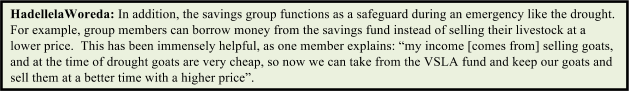 HadellelaWoreda: In addition, the savings group functions as a safeguard during an emergency like the drought.
For example, group members can borrow money from the savings fund instead of selling their livestock at a
lower price.  This has been immensely helpful, as one member explains: “my income [comes from] selling goats,
and at the time of drought goats are very cheap, so now we can take from the VSLA fund and keep our goats and
sell them at a better time with a higher price”.